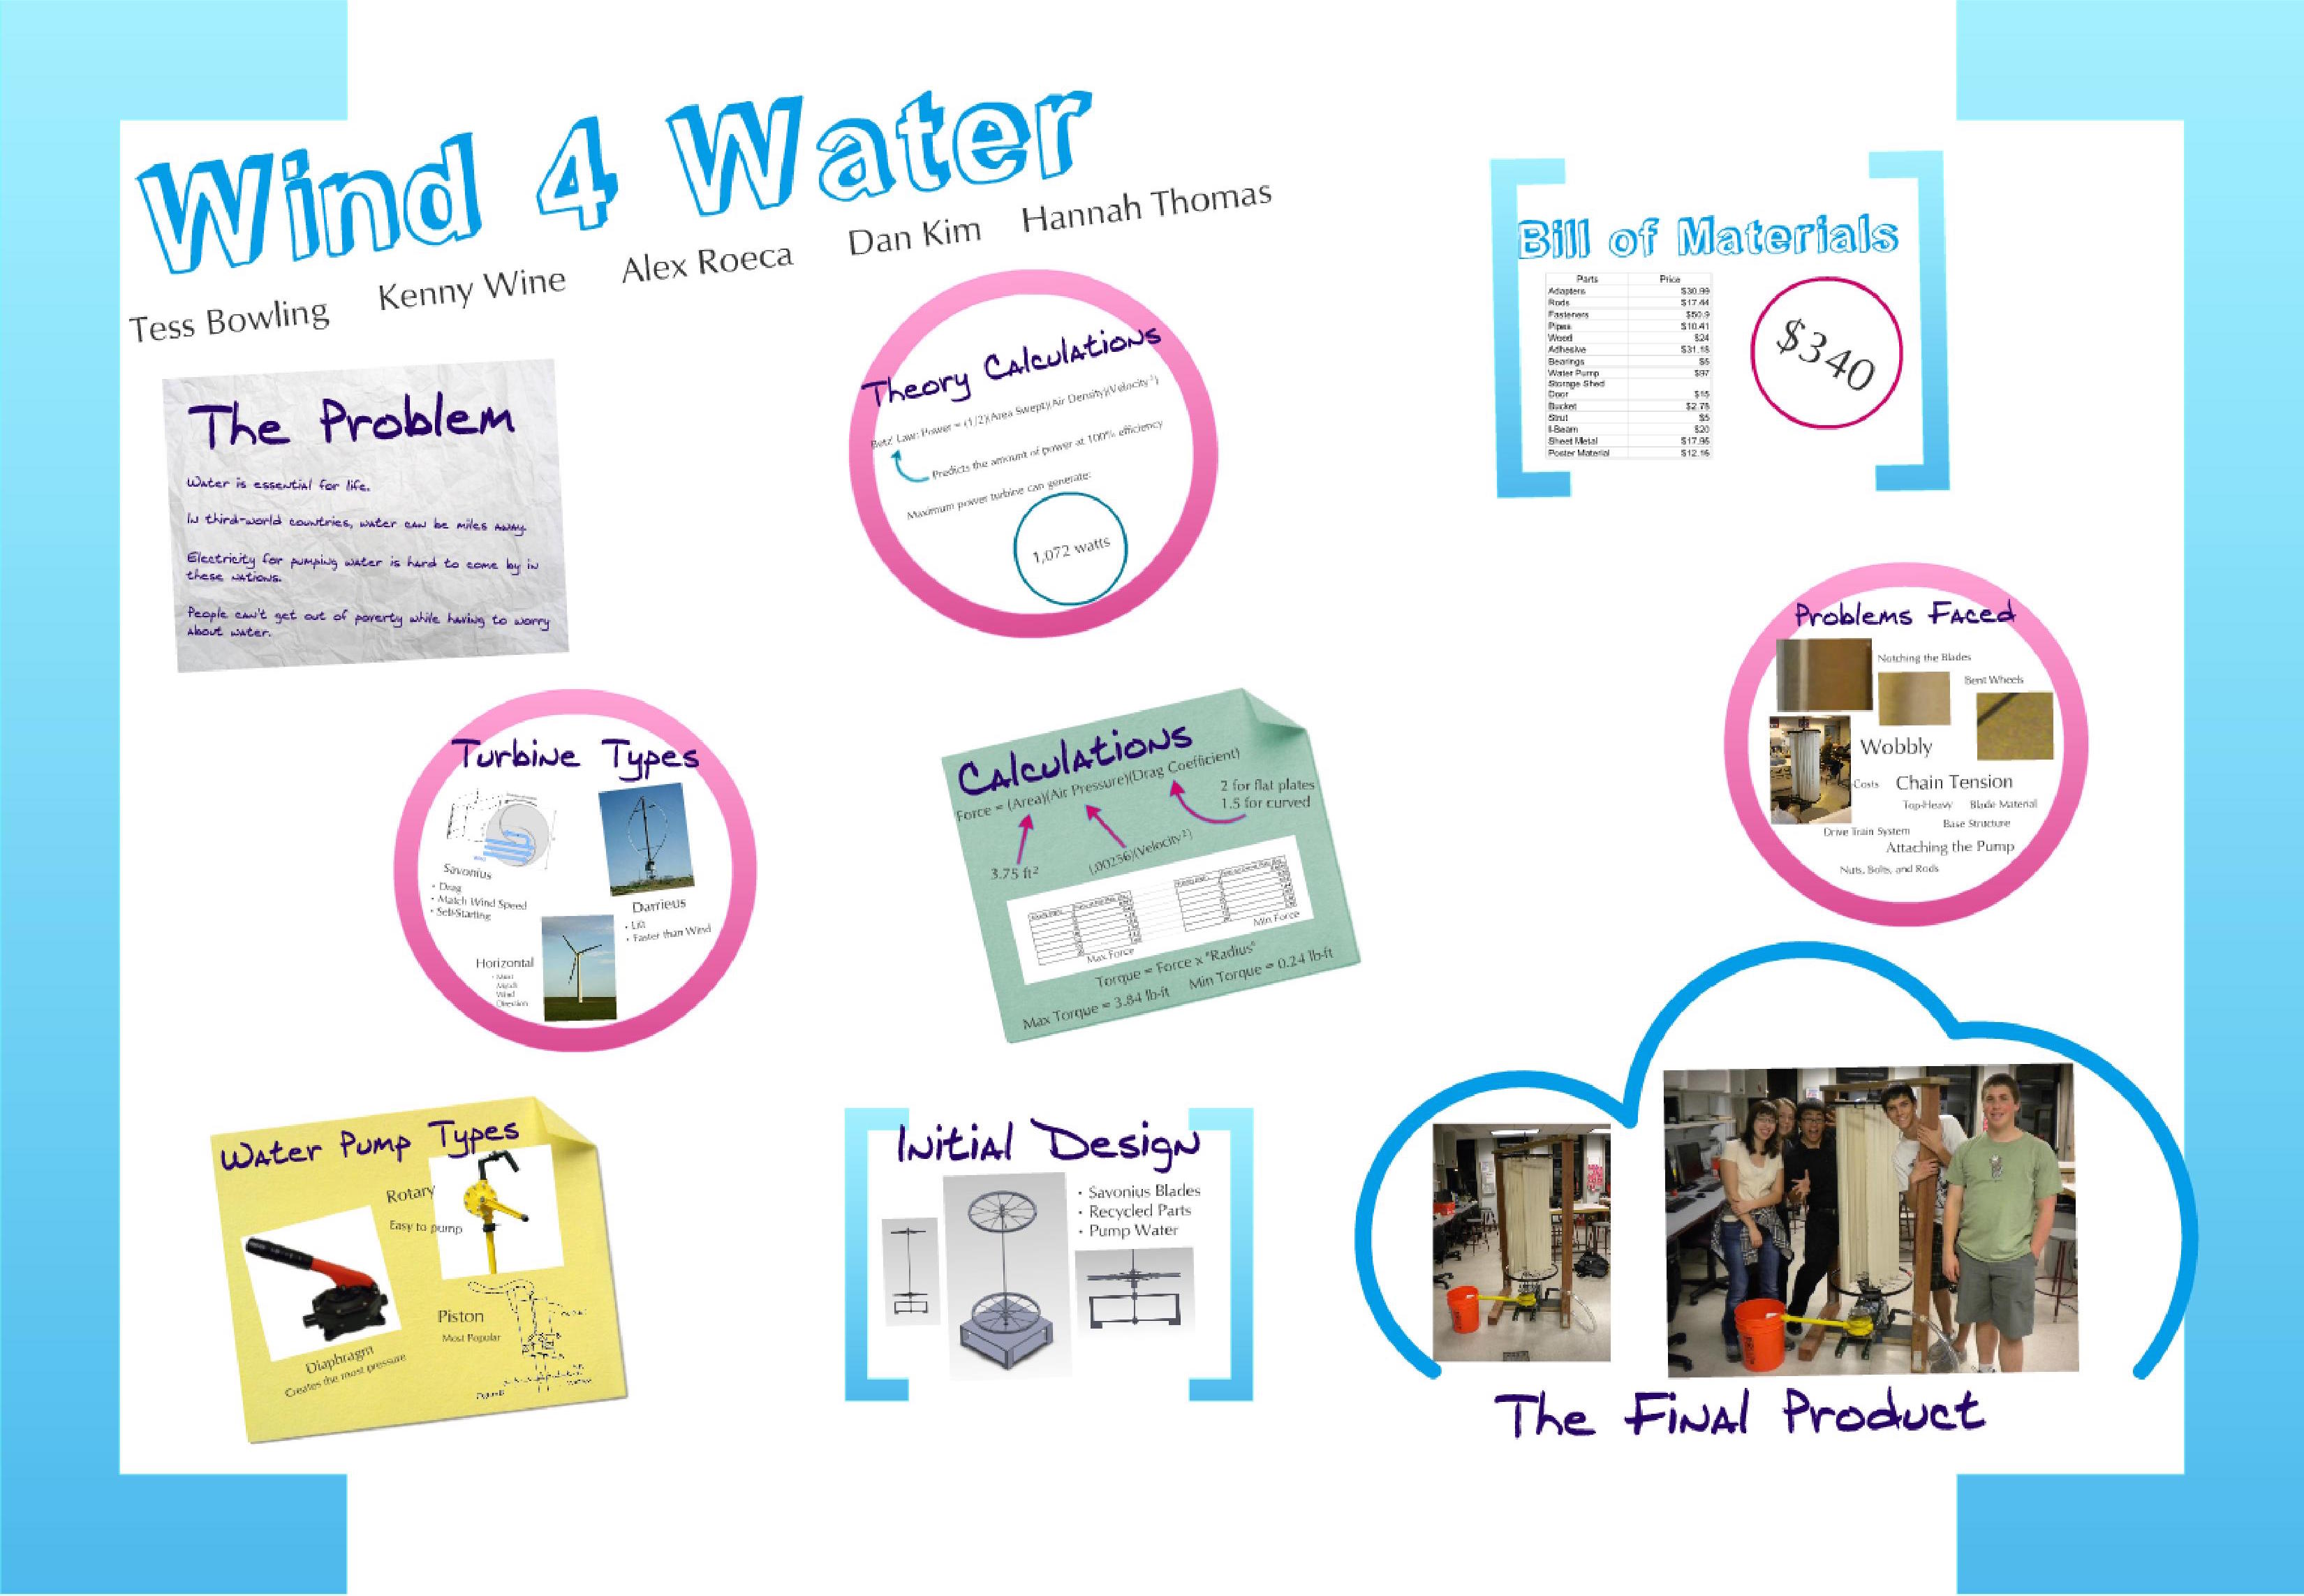 Wind 4 Water
Tess Bowling Kenny Wine Alex Roeca Dan Kim Hannah Thomas
The Problem
Water is essential for life.
In third-world countries, water can be miles away.
Electricity for pumping water is hard to come by in
these nations.
People can't get out of poverty while having to worry
about water.
Theory Calculations
Betz' Law: Power = (1/2)(Area Swept)(Air Density)(Velocity³)
Predicts the amount of power at 100% efficiency
Maximum power turbine can generate:
1,072 watts
Bill of Materials
Parts Price
Adapters $30.99
Rods $17.44
Fasteners $50.9
Pipes $10.41
Wood $24
Adhesive $31.18
Bearings $5
Water Pump $97
Storage Shed
Door $15
Bucket $2.78
Strut $5
I-Beam $20
Sheet Metal $17.96
Poster Material $12.16
$340
Turbine Types
Savonius
• Drag
• Match Wind Speed
• Self-Starting
Darrieus
• Lift
• Faster than Wind
Horizontal
• Must
Match
Wind
Direction
Calculations
Force = (Area)(Air Pressure)(Drag Coefficient)
2 for flat plates
1.5 for curved
3.75 ft²
(.00256)(Velocity²)
Max Force
Min Force
Torque = Force x "Radius"
Max Torque = 3.84 lb-ft Min Torque = 0.24 lb-ft
Problems Faced
Notching the Blades
Bent Wheels
Wobbly
Costs
Chain Tension
Top-Heavy
Blade Material
Base Structure
Drive Train System
Attaching the Pump
Nuts, Bolts, and Rods
Water Pump Types
Rotary
Easy to pump
Piston
Most Popular
Diaphragm
Creates the most pressure
Initial Design
• Savonius Blades
• Recycled Parts
• Pump Water
The Final Product